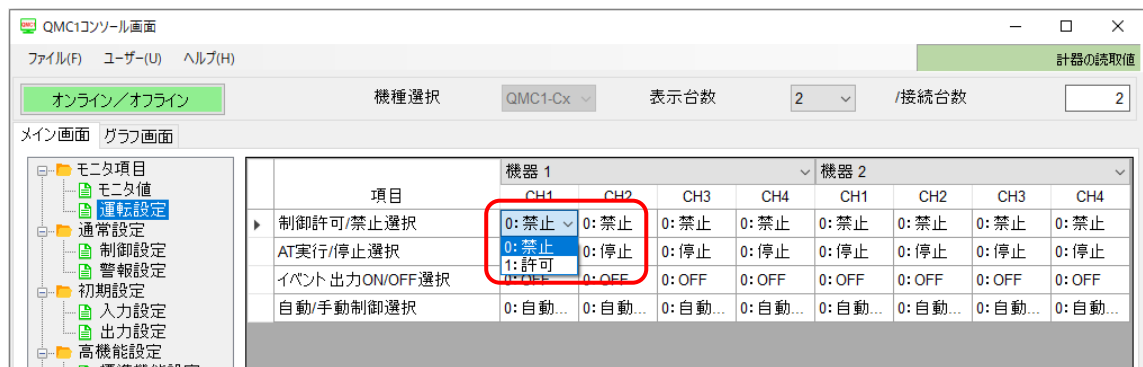 QMC1コンソール画面
ファイル(F) ユーザー(U) ヘルプ(H)
計器の読取値
オンライン/オフライン 機種選択 QMC1-Cx 表示台数 2 /接続台数 2
メイン画面 グラフ画面
モニタ項目
モニタ値
運転設定
通常設定
制御設定
警報設定
初期設定
入力設定
出力設定
高機能設定
機器 1 機器 2
項目 CH1 CH2 CH3 CH4 CH1 CH2 CH3 CH4
制御許可/禁止選択 0:禁止 0:禁止 0:禁止 0:禁止 0:禁止 0:禁止 0:禁止 0:禁止
0:禁止
1:許可
AT実行/停止選択 0:停止 0:停止 0:停止 0:停止 0:停止 0:停止 0:停止
イベント出力ON/OFF選択 0:OFF 0:OFF 0:OFF 0:OFF 0:OFF 0:OFF 0:OFF 0:OFF
自動/手動制御選択 0:自動... 0:自動... 0:自動... 0:自動... 0:自動... 0:自動... 0:自動... 0:自動...